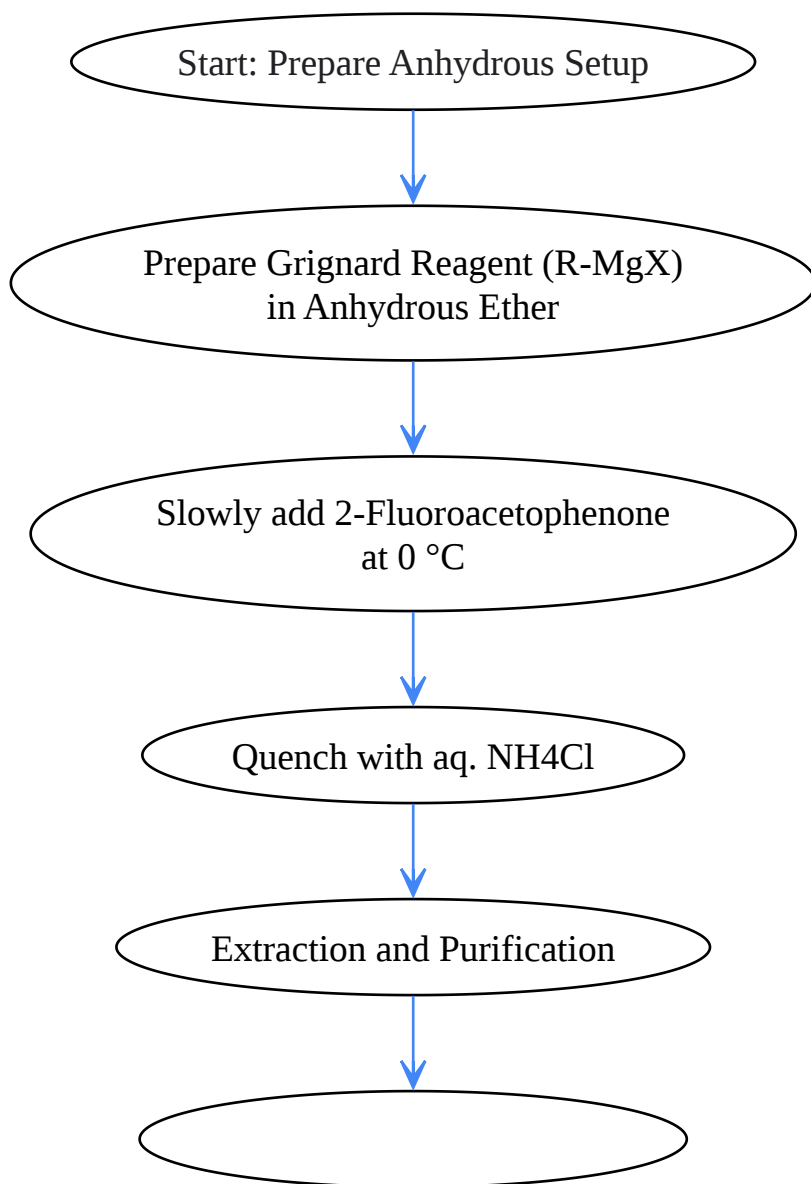 Start: Prepare Anhydrous Setup
Prepare Grignard Reagent (R-MgX)
in Anhydrous Ether
Slowly add 2-Fluoroacetophenone
at 0 °C
Quench with aq. NH4Cl
Extraction and Purification